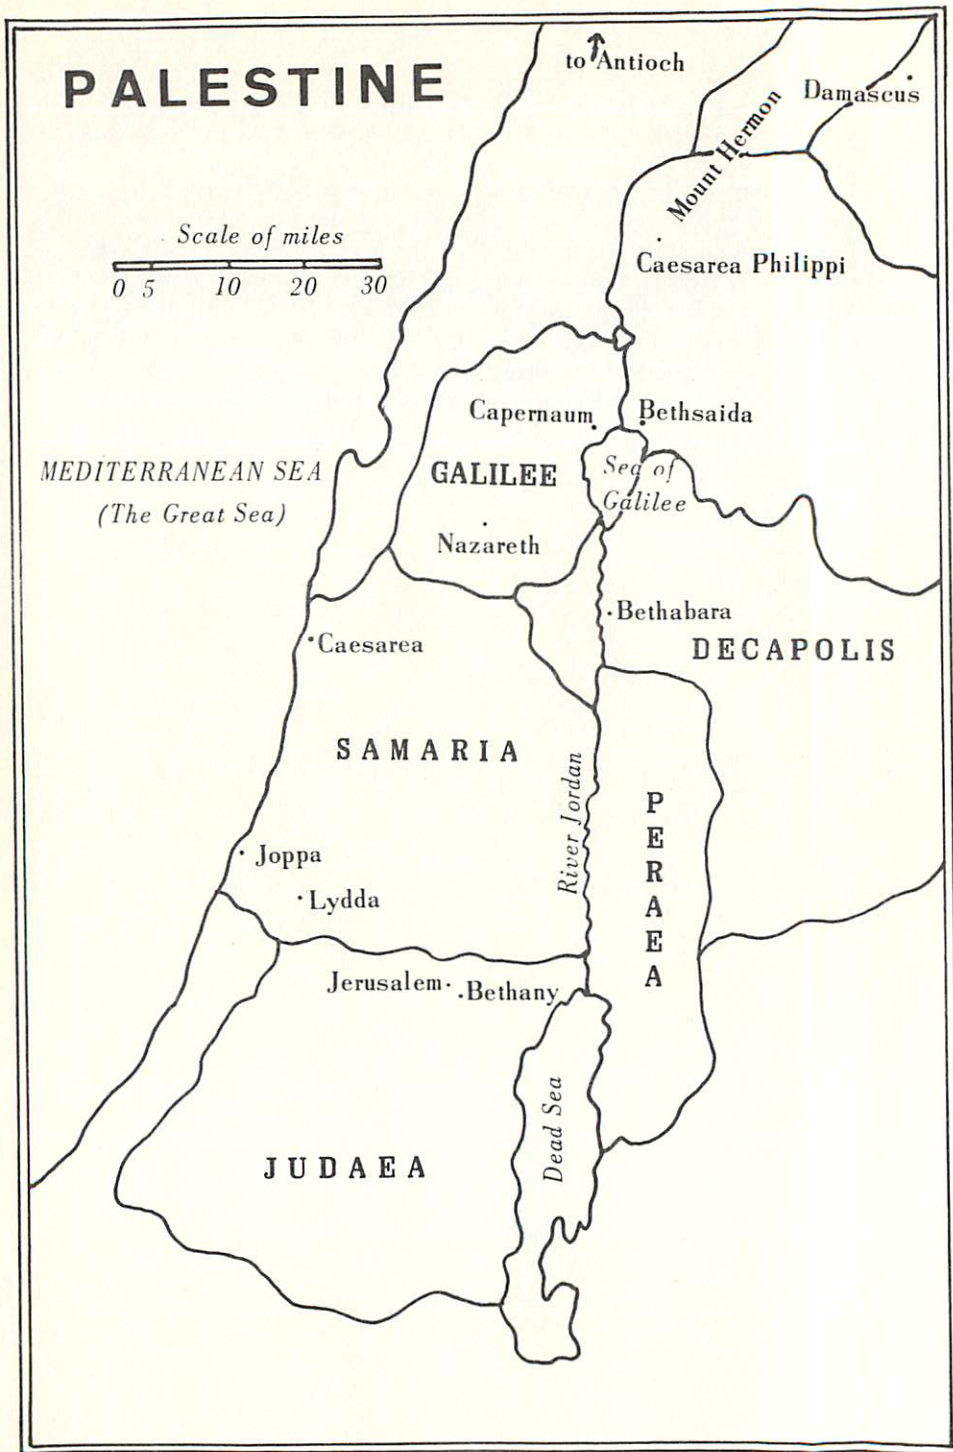 PALESTINE
to Antioch
Damascus
Mount Hermon
Scale of miles
0 5 10 20 30
Caesarea Philippi
Capernaum
Bethsaida
MEDITERRANEAN SEA
(The Great Sea)
GALILEE
Sea of
Galilee
Nazareth
Bethabara
DECAPOLIS
Caesarea
SAMARIA
River Jordan
PERAEA
Joppa
Lydda
Jerusalem
Bethany
Dead Sea
JUDAEA